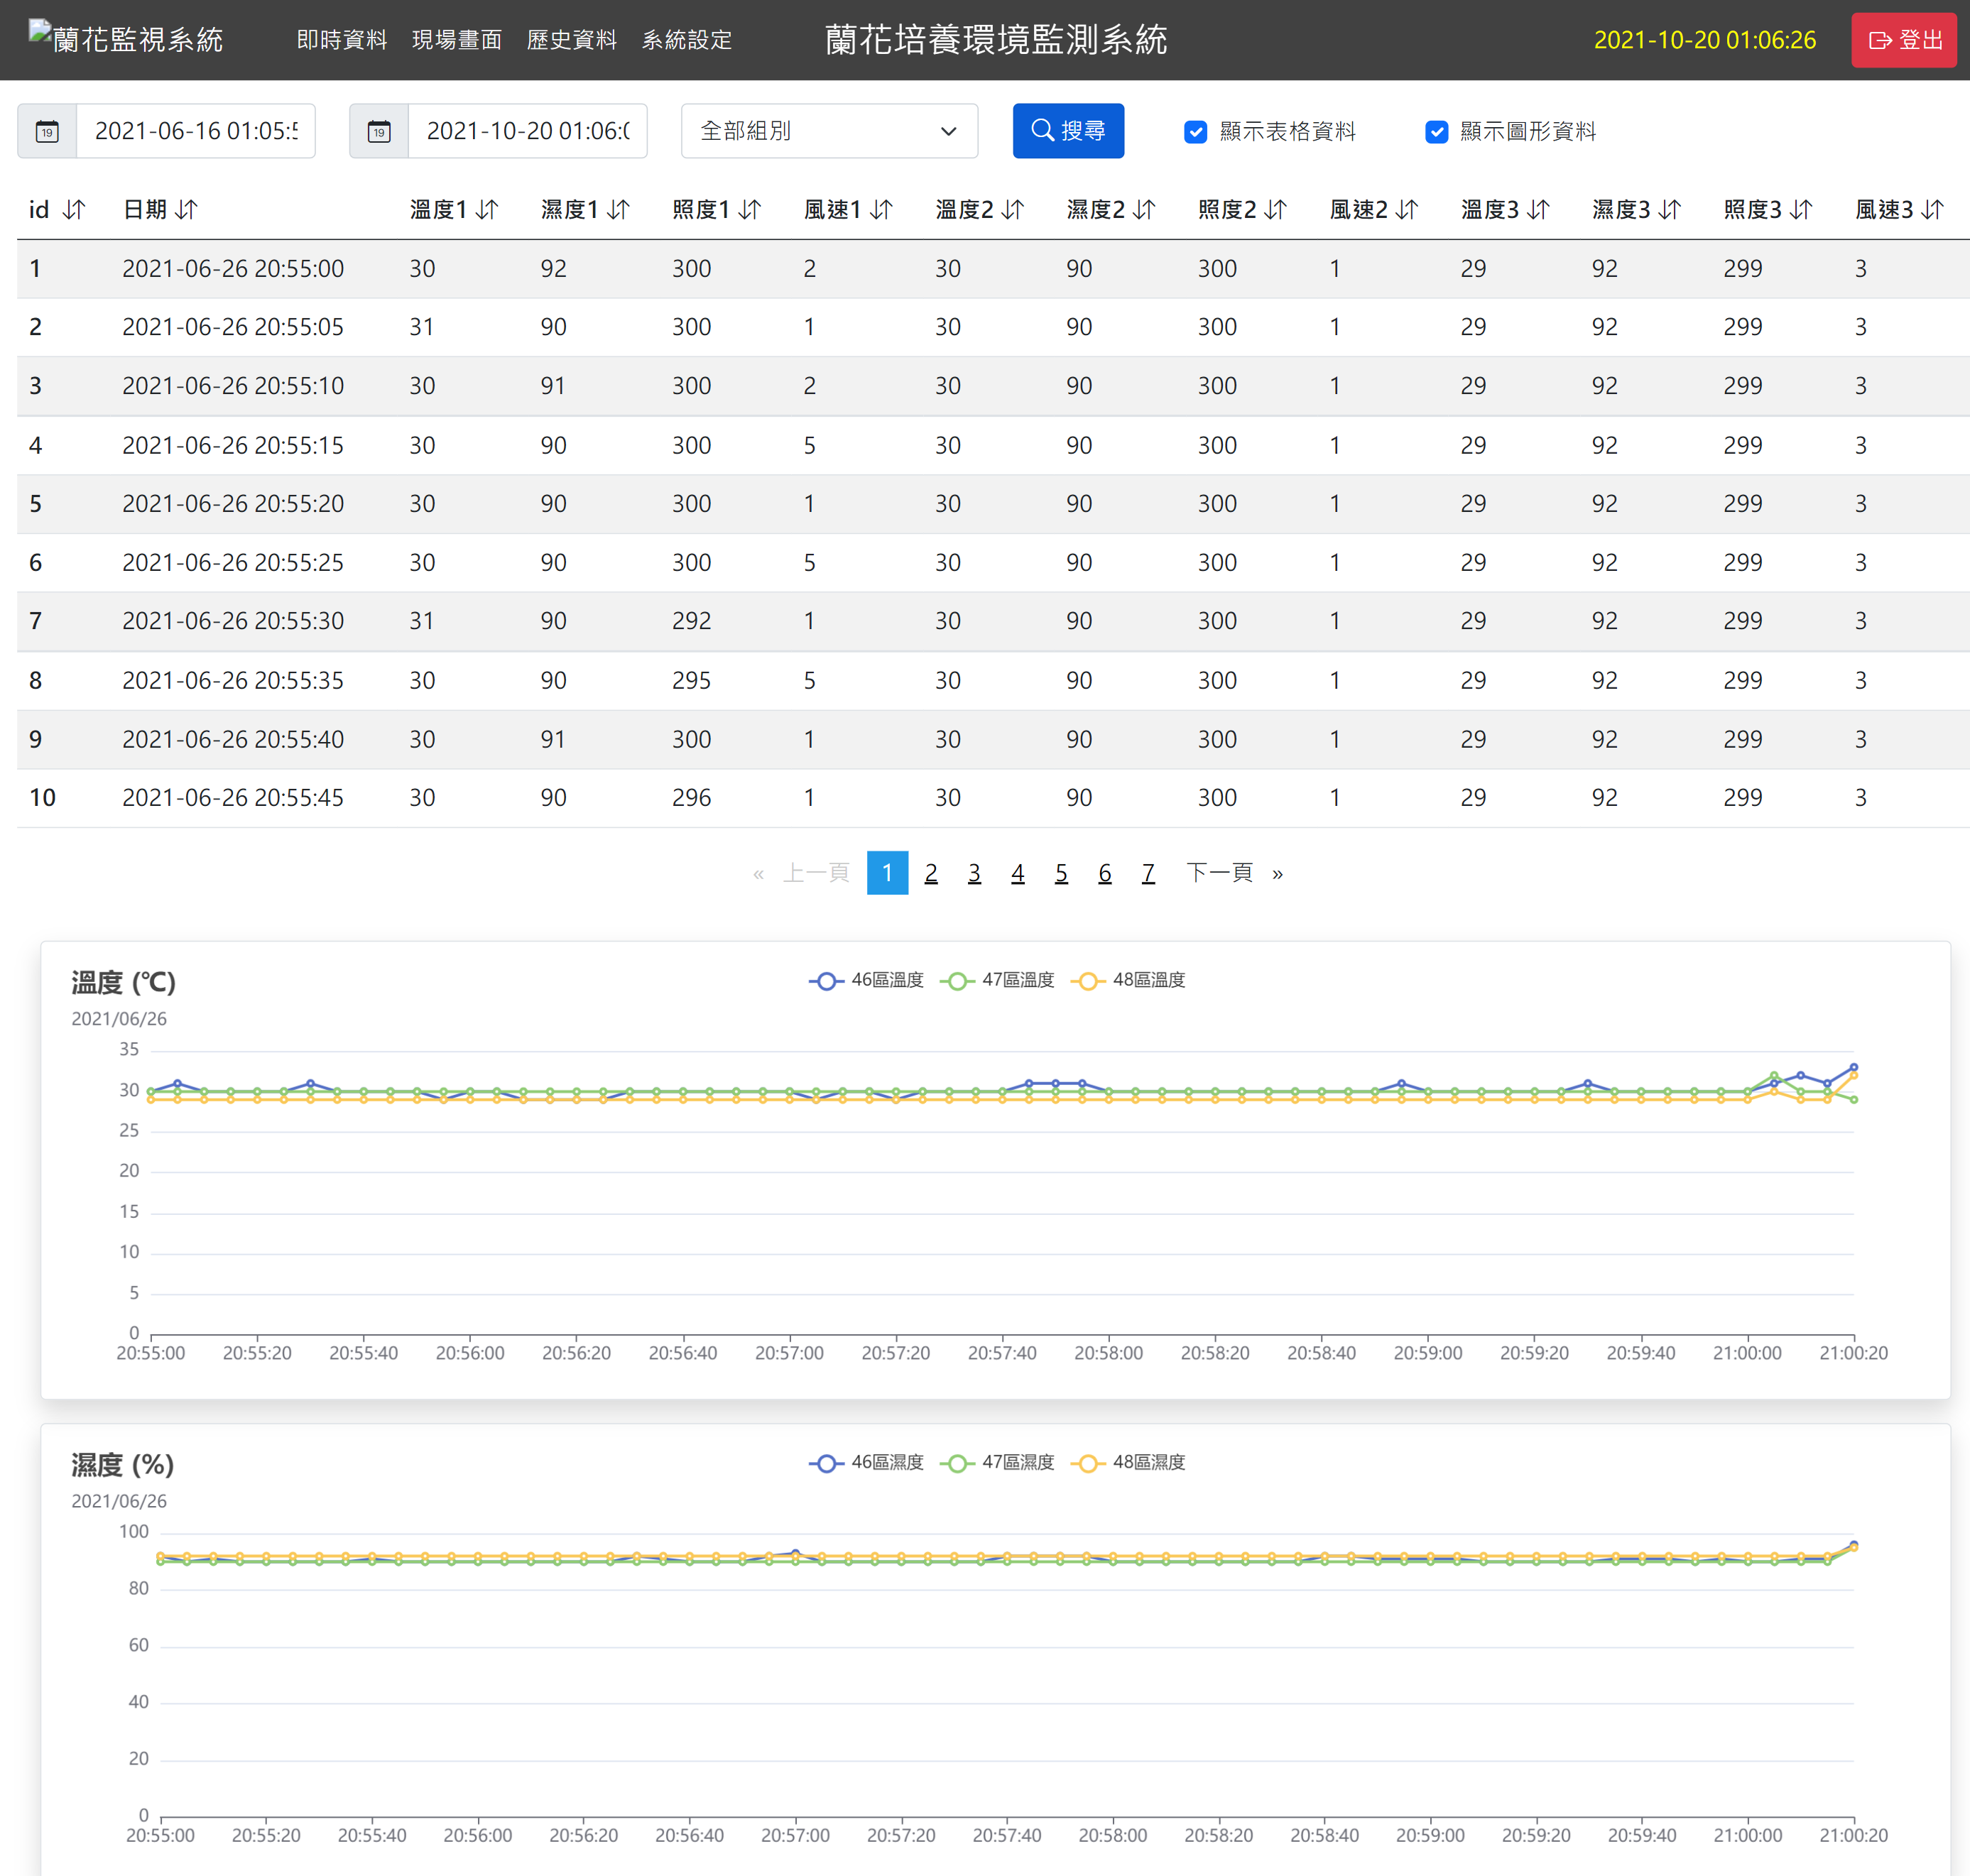 蘭花監視系統 即時資料 現場畫面 歷史資料 系統設定 蘭花培養環境監測系統 2021-10-20 01:06:26 登出
19 2021-06-16 01:05:5 19 2021-10-20 01:06:0 全部組別 搜尋 顯示表格資料 顯示圖形資料
id 日期 溫度1 濕度1 照度1 風速1 溫度2 濕度2 照度2 風速2 溫度3 濕度3 照度3 風速3
1 2021-06-26 20:55:00 30 92 300 2 30 90 300 1 29 92 299 3
2 2021-06-26 20:55:05 31 90 300 1 30 90 300 1 29 92 299 3
3 2021-06-26 20:55:10 30 91 300 2 30 90 300 1 29 92 299 3
4 2021-06-26 20:55:15 30 90 300 5 30 90 300 1 29 92 299 3
5 2021-06-26 20:55:20 30 90 300 1 30 90 300 1 29 92 299 3
6 2021-06-26 20:55:25 30 90 300 5 30 90 300 1 29 92 299 3
7 2021-06-26 20:55:30 31 90 292 1 30 90 300 1 29 92 299 3
8 2021-06-26 20:55:35 30 90 295 5 30 90 300 1 29 92 299 3
9 2021-06-26 20:55:40 30 91 300 1 30 90 300 1 29 92 299 3
10 2021-06-26 20:55:45 30 90 296 1 30 90 300 1 29 92 299 3
« 上一頁 1 2 3 4 5 6 7 下一頁 »
溫度 (℃) 46區溫度 47區溫度 48區溫度
2021/06/26
35
30
25
20
15
10
5
0
20:55:00 20:55:20 20:55:40 20:56:00 20:56:20 20:56:40 20:57:00 20:57:20 20:57:40 20:58:00 20:58:20 20:58:40 20:59:00 20:59:20 20:59:40 21:00:00 21:00:20
濕度 (%) 46區濕度 47區濕度 48區濕度
2021/06/26
100
80
60
40
20
0
20:55:00 20:55:20 20:55:40 20:56:00 20:56:20 20:56:40 20:57:00 20:57:20 20:57:40 20:58:00 20:58:20 20:58:40 20:59:00 20:59:20 20:59:40 21:00:00 21:00:20